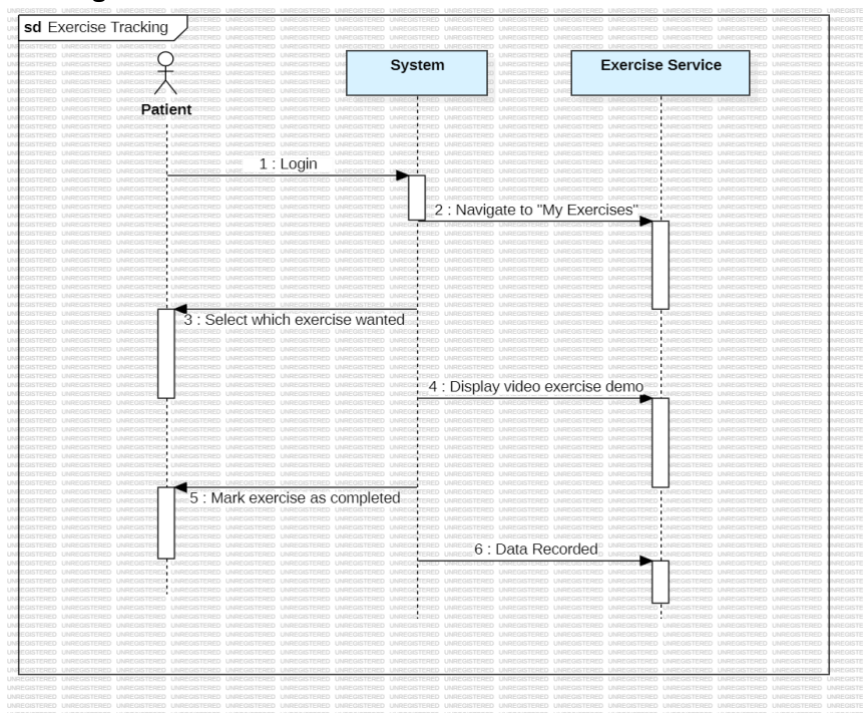 sd Exercise Tracking
Patient
System
Exercise Service
1 : Login
2 : Navigate to "My Exercises"
3 : Select which exercise wanted
4 : Display video exercise demo
5 : Mark exercise as completed
6 : Data Recorded
UNREGISTERED